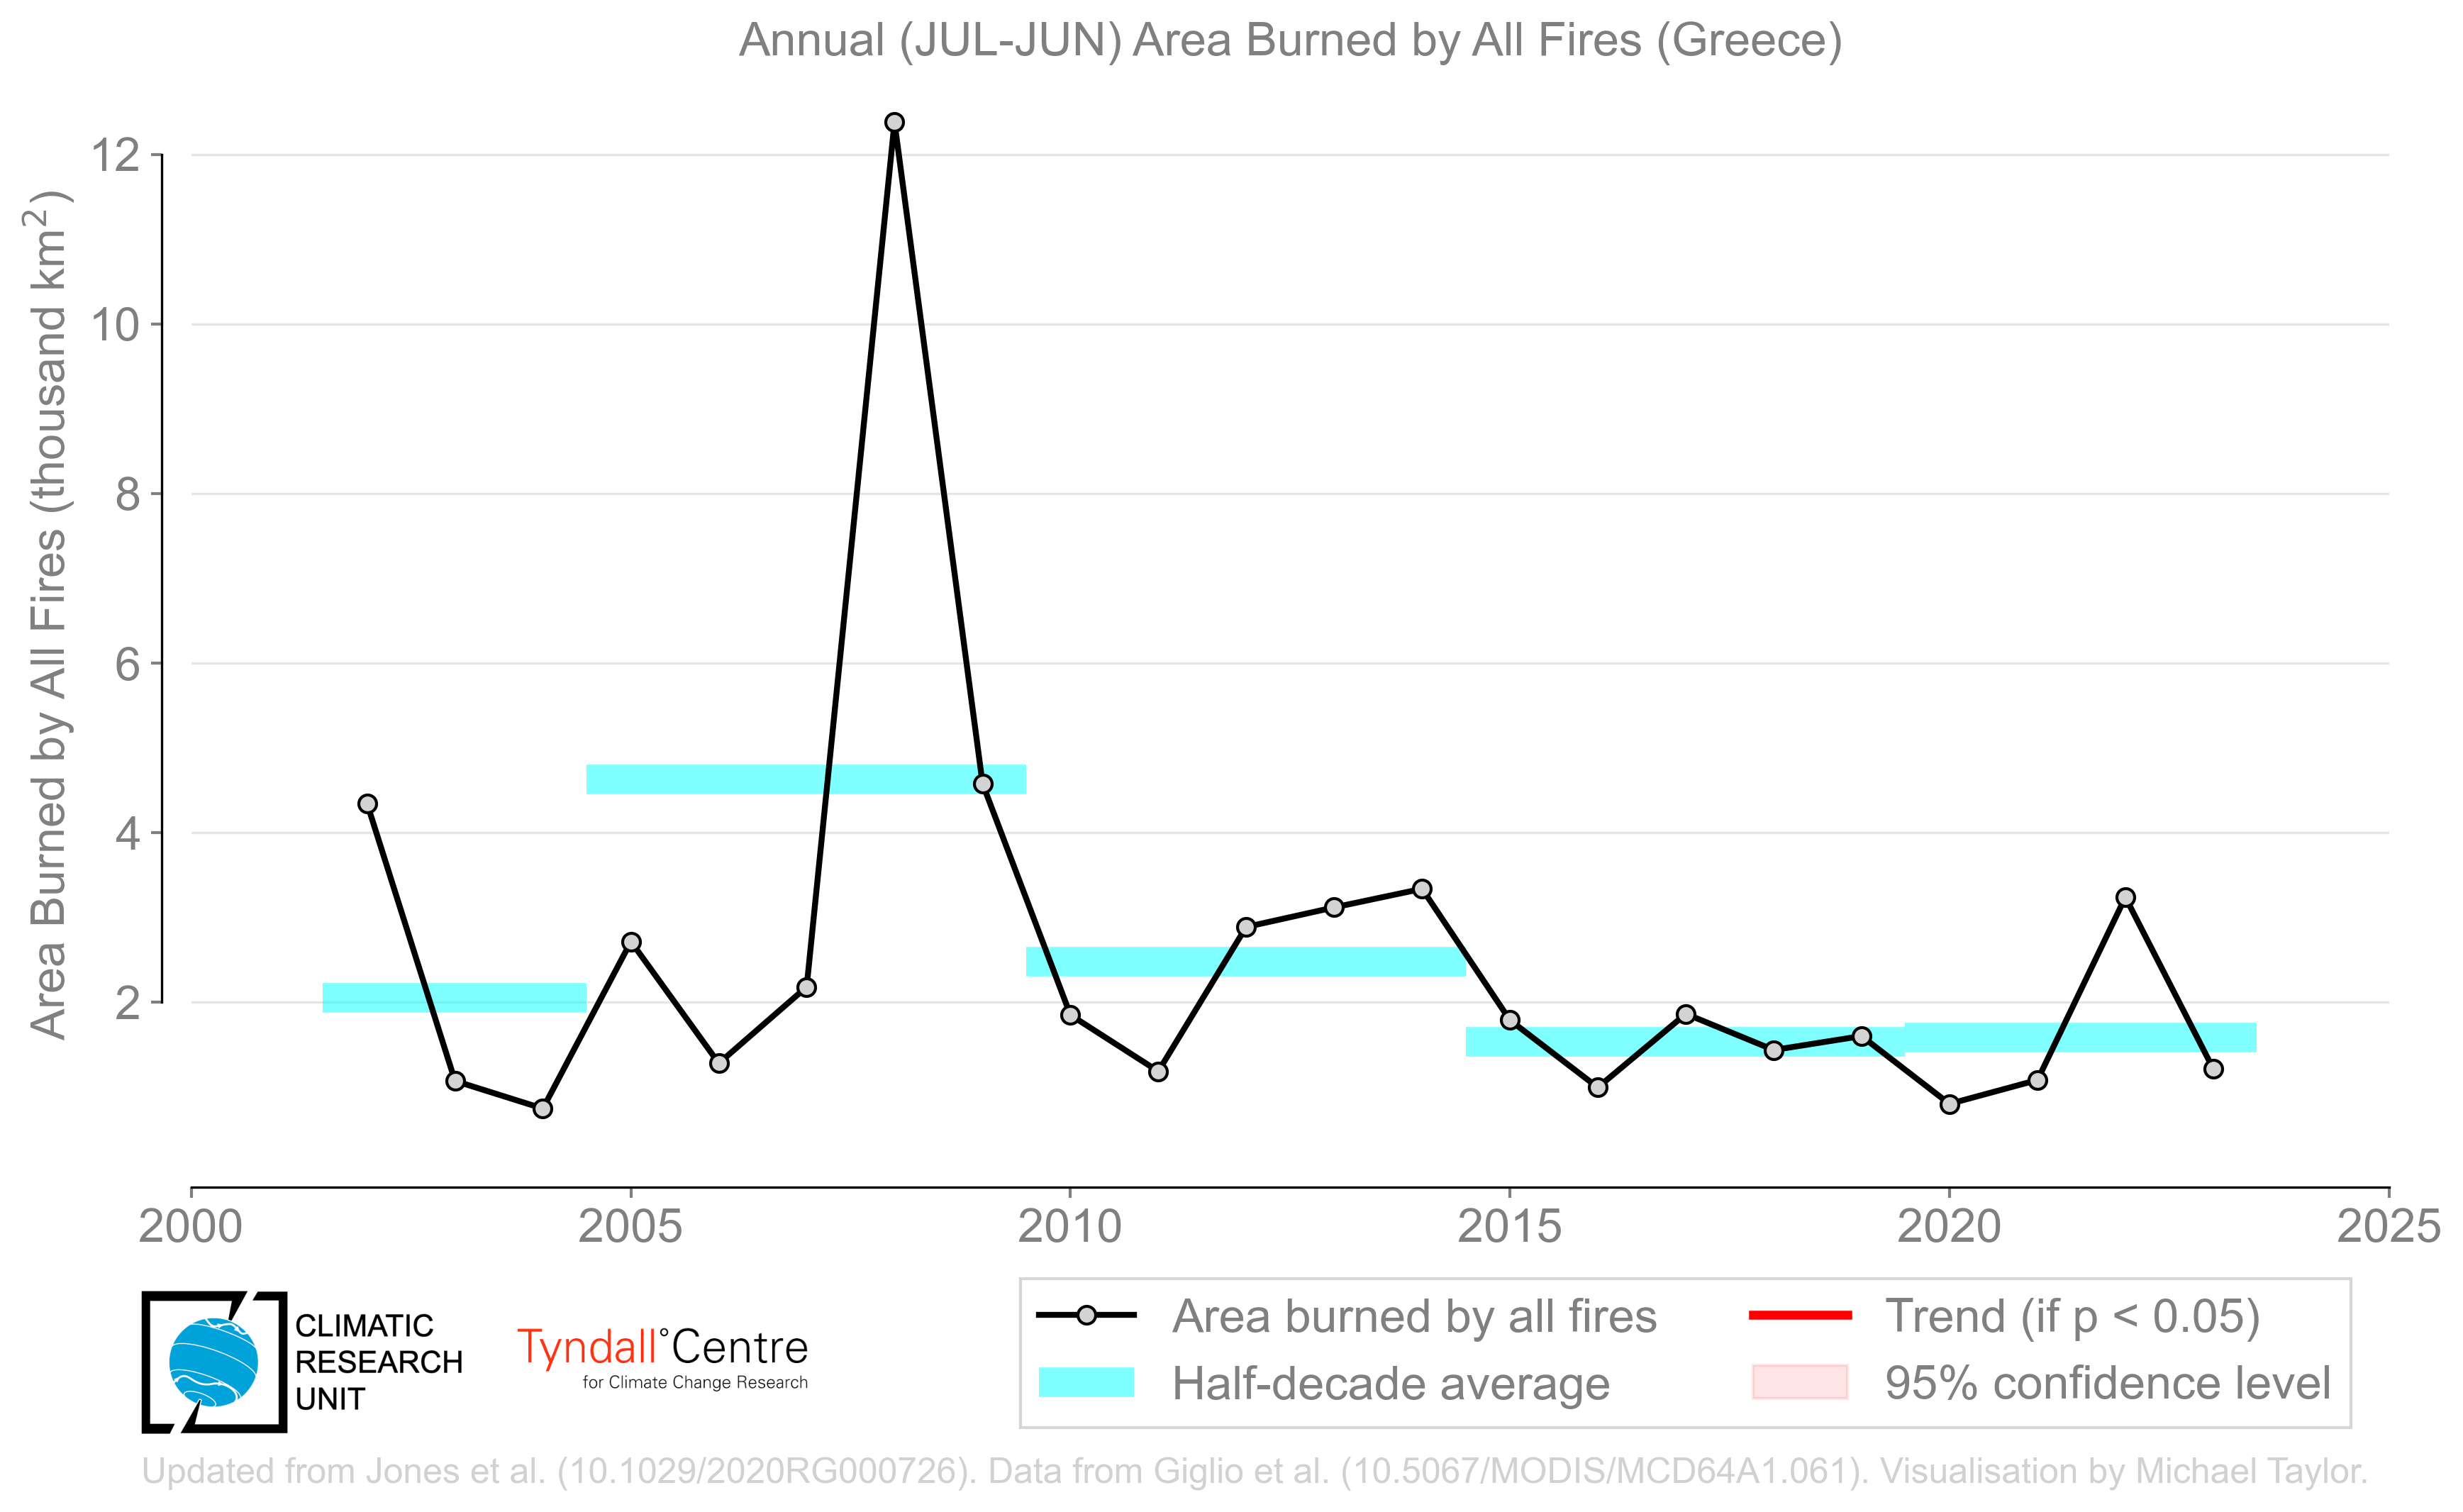 Annual (JUL-JUN) Area Burned by All Fires (Greece)
Area Burned by All Fires (thousand km²)
12
10
8
6
4
2
2000 2005 2010 2015 2020 2025
CLIMATIC
RESEARCH
UNIT
Tyndall°Centre
for Climate Change Research
Area burned by all fires
Half-decade average
Trend (if p < 0.05)
95% confidence level
Updated from Jones et al. (10.1029/2020RG000726). Data from Giglio et al. (10.5067/MODIS/MCD64A1.061). Visualisation by Michael Taylor.